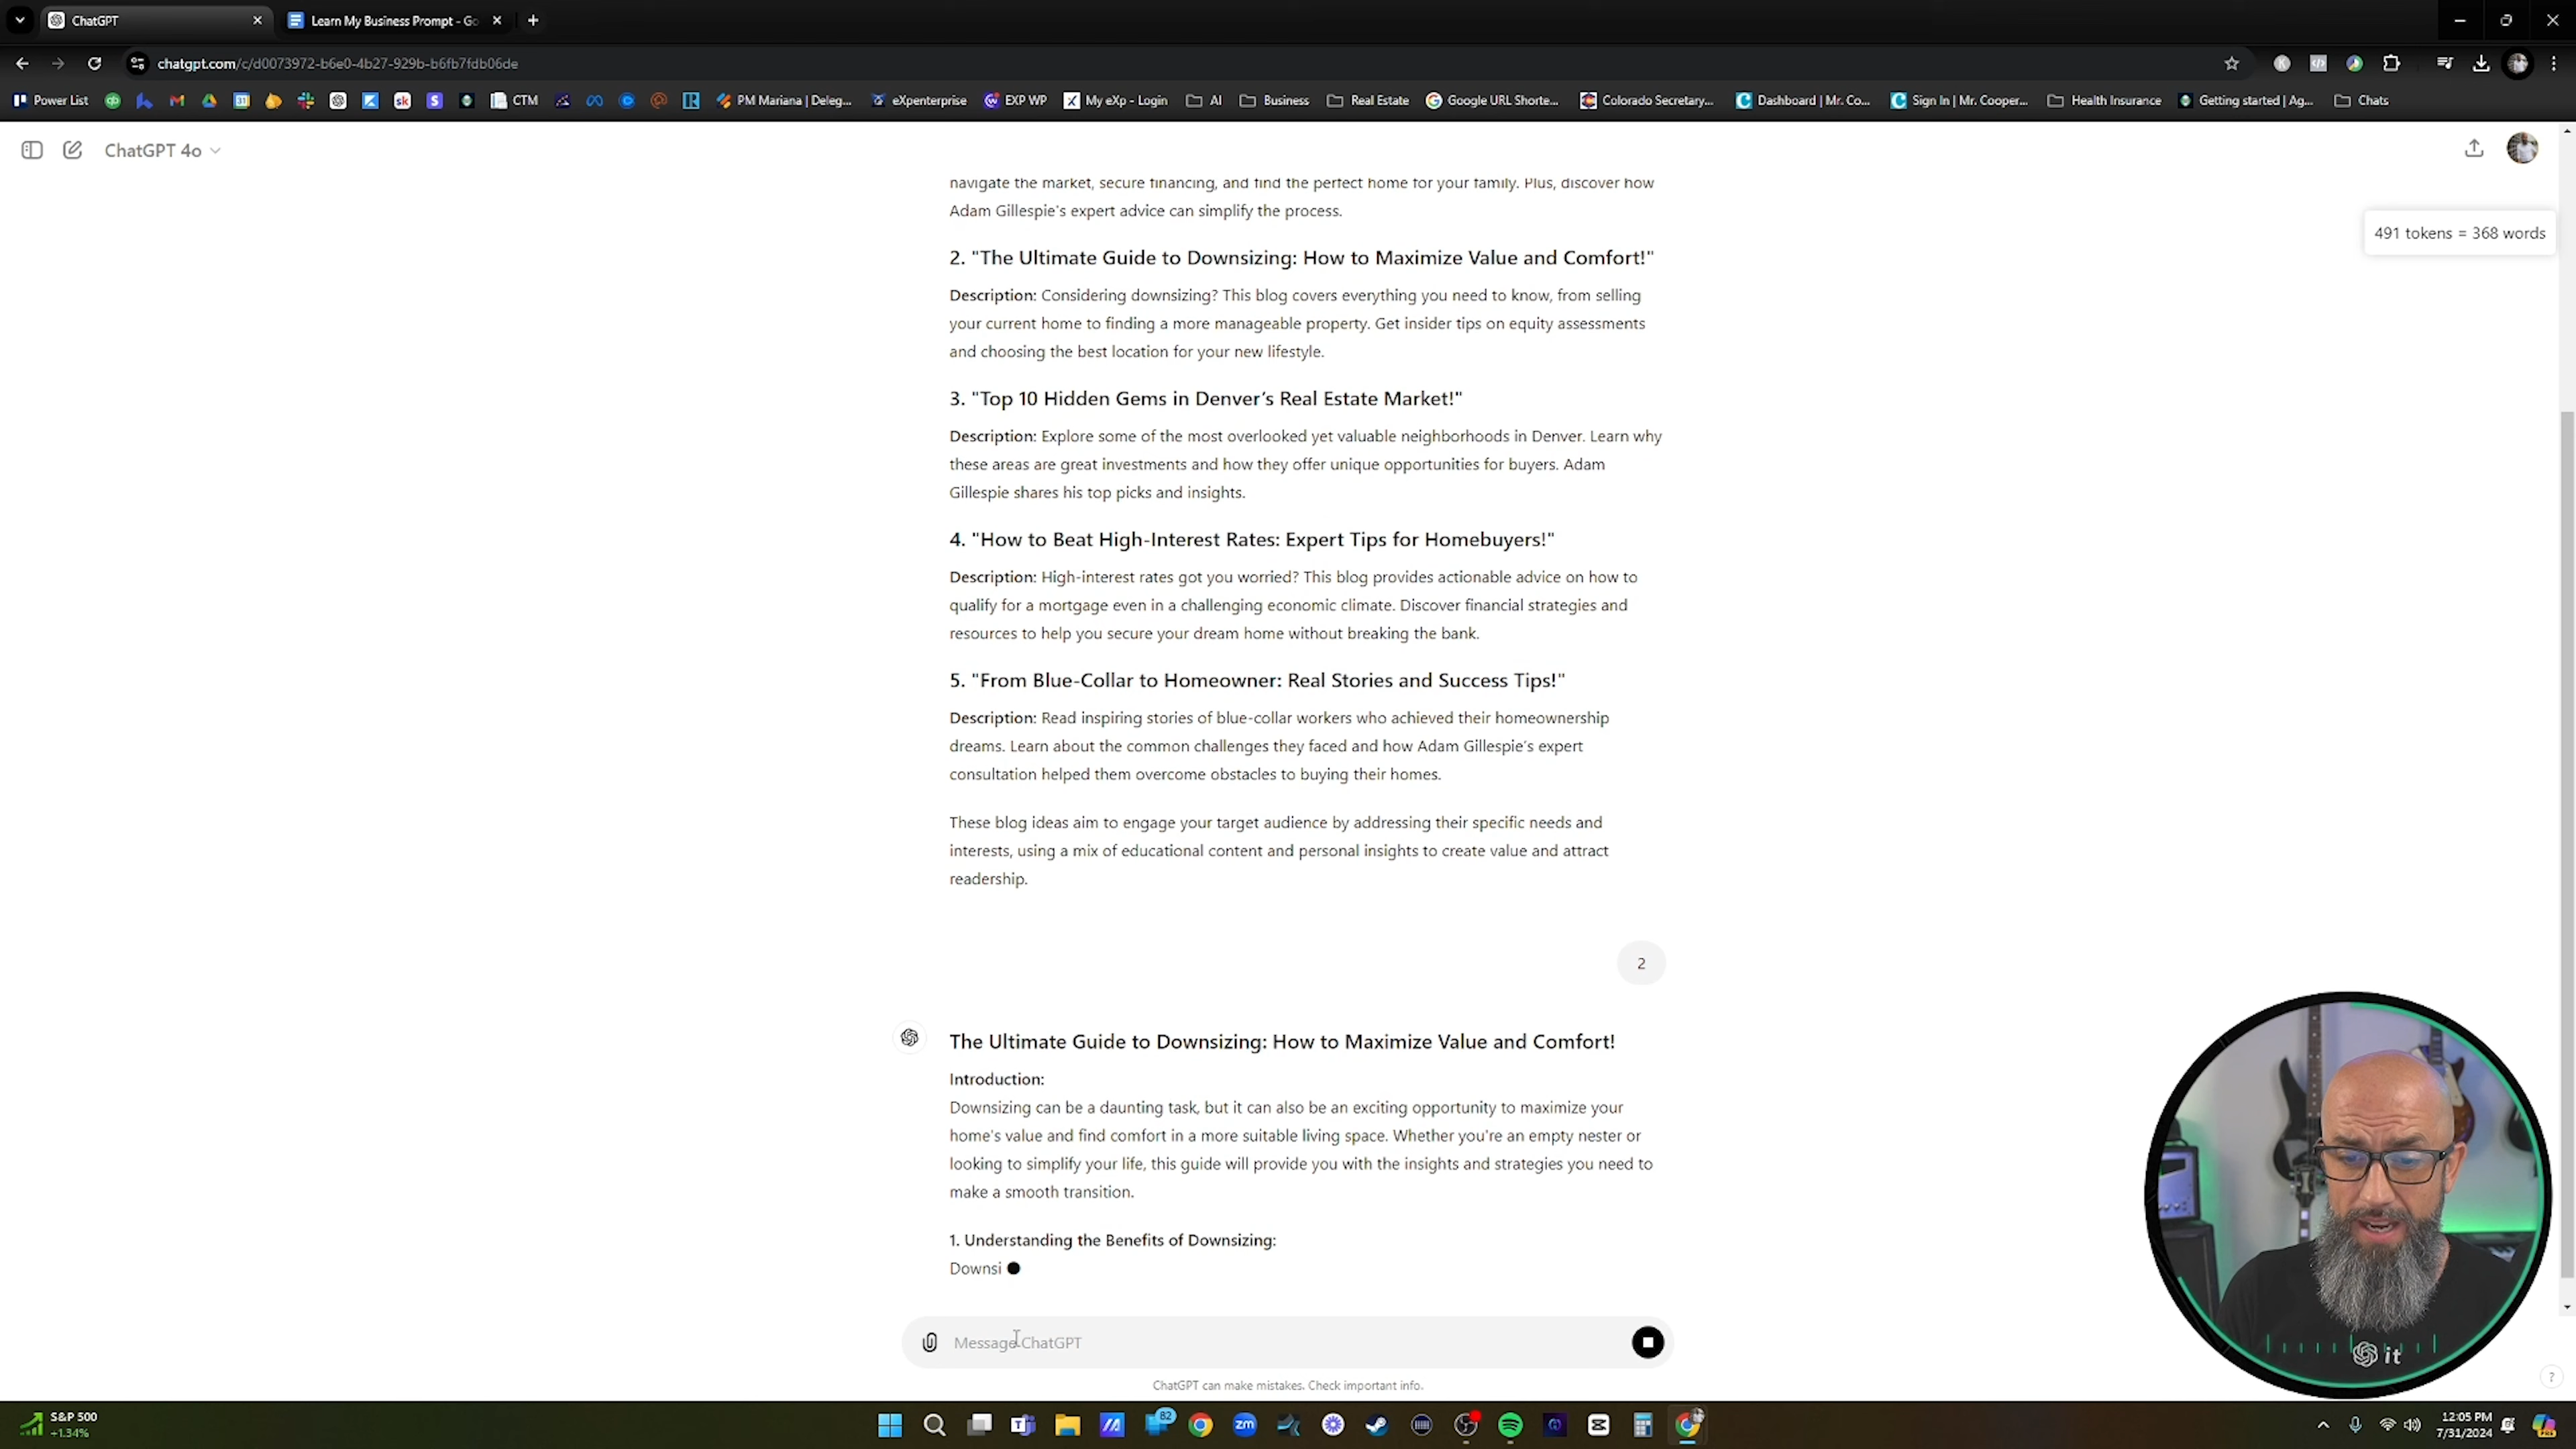 ChatGPT
Learn My Business Prompt - Go
chatgpt.com/c/d0073972-b6e0-4b27-929b-b6fb7fdb06de
Power List
CTM
PM Mariana | Deleg...
eXpenterprise
EXP WP
My eXp - Login
AI
Business
Real Estate
Google URL Shorte...
Colorado Secretary...
Dashboard | Mr. Co...
Sign In | Mr. Cooper...
Health Insurance
Getting started | Ag...
Chats
ChatGPT 4o
491 tokens = 368 words
navigate the market, secure financing, and find the perfect home for your family. Plus, discover how
Adam Gillespie's expert advice can simplify the process.
2. "The Ultimate Guide to Downsizing: How to Maximize Value and Comfort!"
Description: Considering downsizing? This blog covers everything you need to know, from selling
your current home to finding a more manageable property. Get insider tips on equity assessments
and choosing the best location for your new lifestyle.
3. "Top 10 Hidden Gems in Denver’s Real Estate Market!"
Description: Explore some of the most overlooked yet valuable neighborhoods in Denver. Learn why
these areas are great investments and how they offer unique opportunities for buyers. Adam
Gillespie shares his top picks and insights.
4. "How to Beat High-Interest Rates: Expert Tips for Homebuyers!"
Description: High-interest rates got you worried? This blog provides actionable advice on how to
qualify for a mortgage even in a challenging economic climate. Discover financial strategies and
resources to help you secure your dream home without breaking the bank.
5. "From Blue-Collar to Homeowner: Real Stories and Success Tips!"
Description: Read inspiring stories of blue-collar workers who achieved their homeownership
dreams. Learn about the common challenges they faced and how Adam Gillespie's expert
consultation helped them overcome obstacles to buying their homes.
These blog ideas aim to engage your target audience by addressing their specific needs and
interests, using a mix of educational content and personal insights to create value and attract
readership.
2
The Ultimate Guide to Downsizing: How to Maximize Value and Comfort!
Introduction:
Downsizing can be a daunting task, but it can also be an exciting opportunity to maximize your
home's value and find comfort in a more suitable living space. Whether you're an empty nester or
looking to simplify your life, this guide will provide you with the insights and strategies you need to
make a smooth transition.
1. Understanding the Benefits of Downsizing:
Downsi
Message ChatGPT
ChatGPT can make mistakes. Check important info.
it
?
S&P 500
+1.34%
82
zm
12:05 PM
7/31/2024